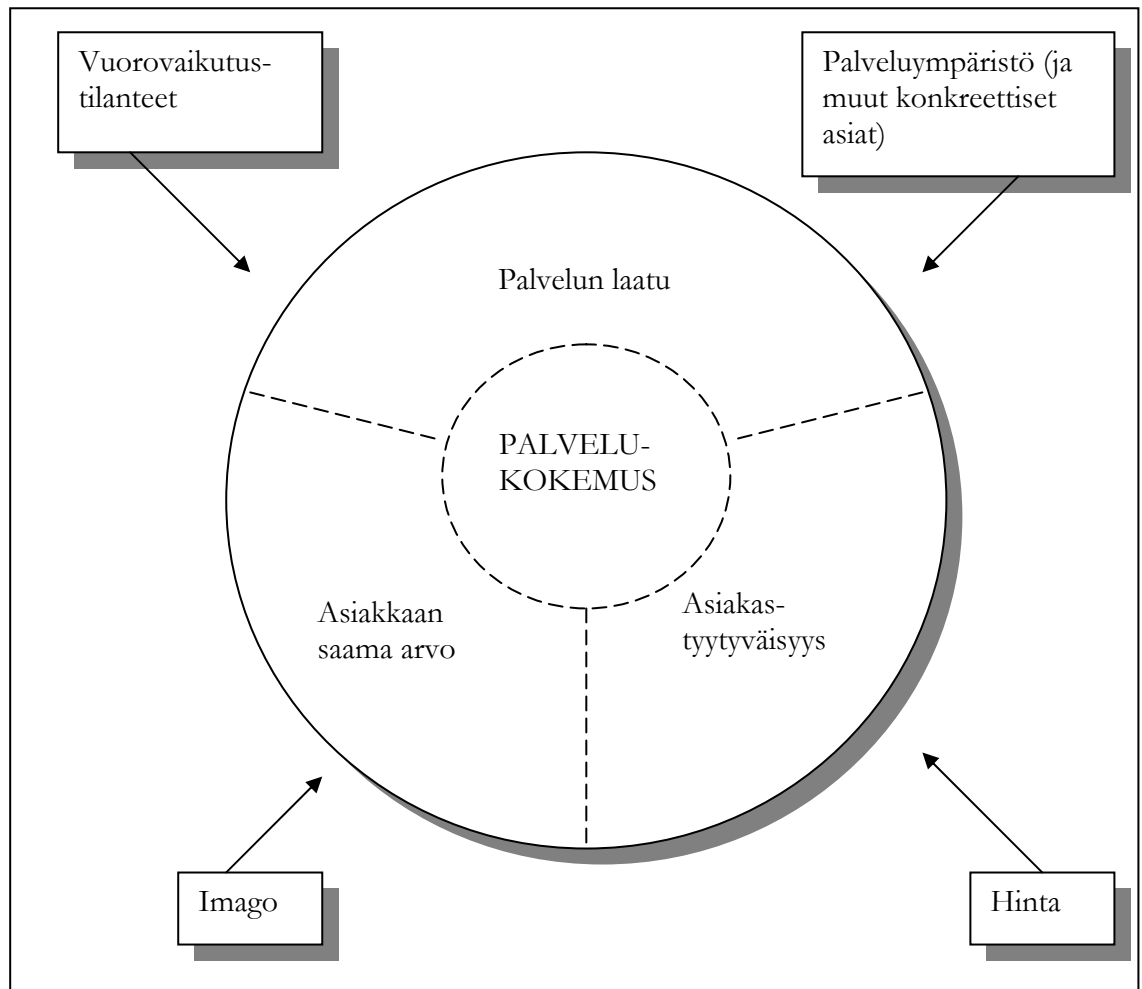 Vuorovaikutus-
tilanteet
Palveluympäristö (ja
muut konkreettiset
asiat)
Palvelun laatu
PALVELU-
KOKEMUS
Asiakkaan
saama arvo
Asiakas-
tyytyväisyys
Imago
Hinta